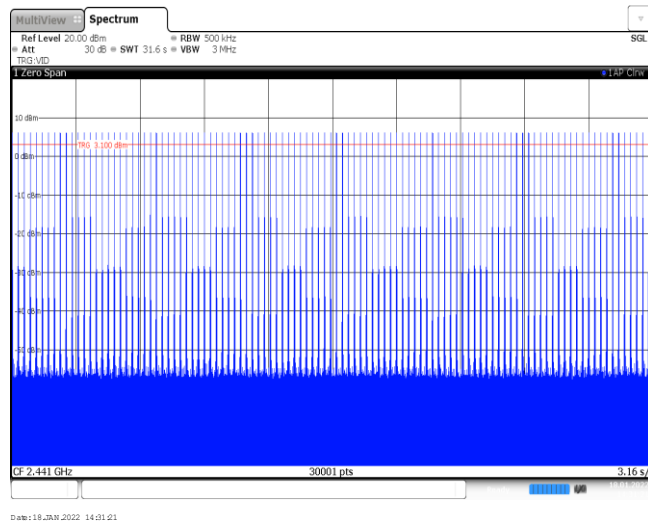 MultiView Spectrum
Ref Level 20.00 dBm RBW 500 kHz SGL
Att 30 dB SWT 31.6 s VBW 3 MHz
TRG:VID
1 Zero Span 1AP Clrw
10 dBm
TRG 3.100 dBm
0 dBm
-10 dBm
-20 dBm
-30 dBm
-40 dBm
-50 dBm
CF 2.441 GHz 30001 pts 3.16 s/
Date:18.JAN.2022 14:31:21